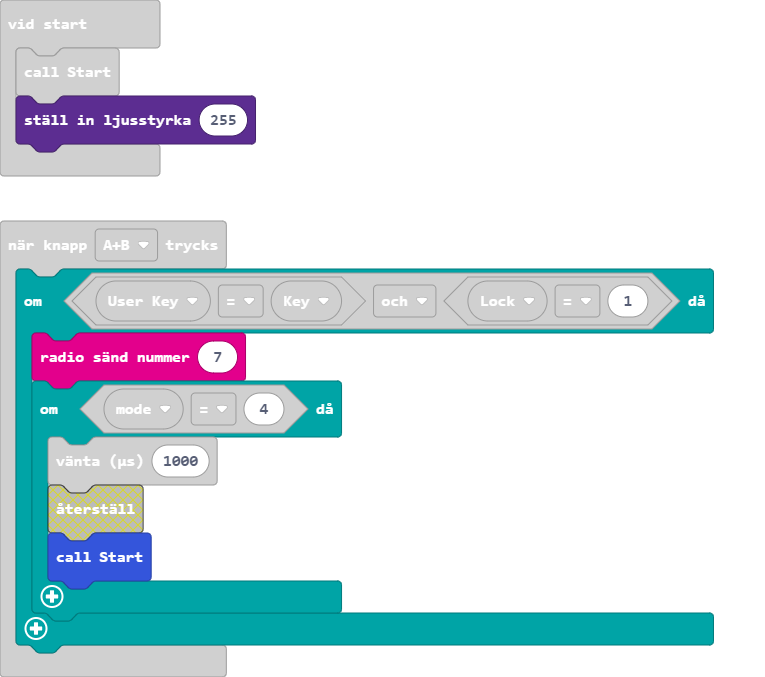 vid start
call Start
ställ in ljusstyrka 255
när knapp A+B trycks
om User Key = Key och Lock = 1 då
radio sänd nummer 7
om mode = 4 då
vänta (µs) 1000
återställ
call Start